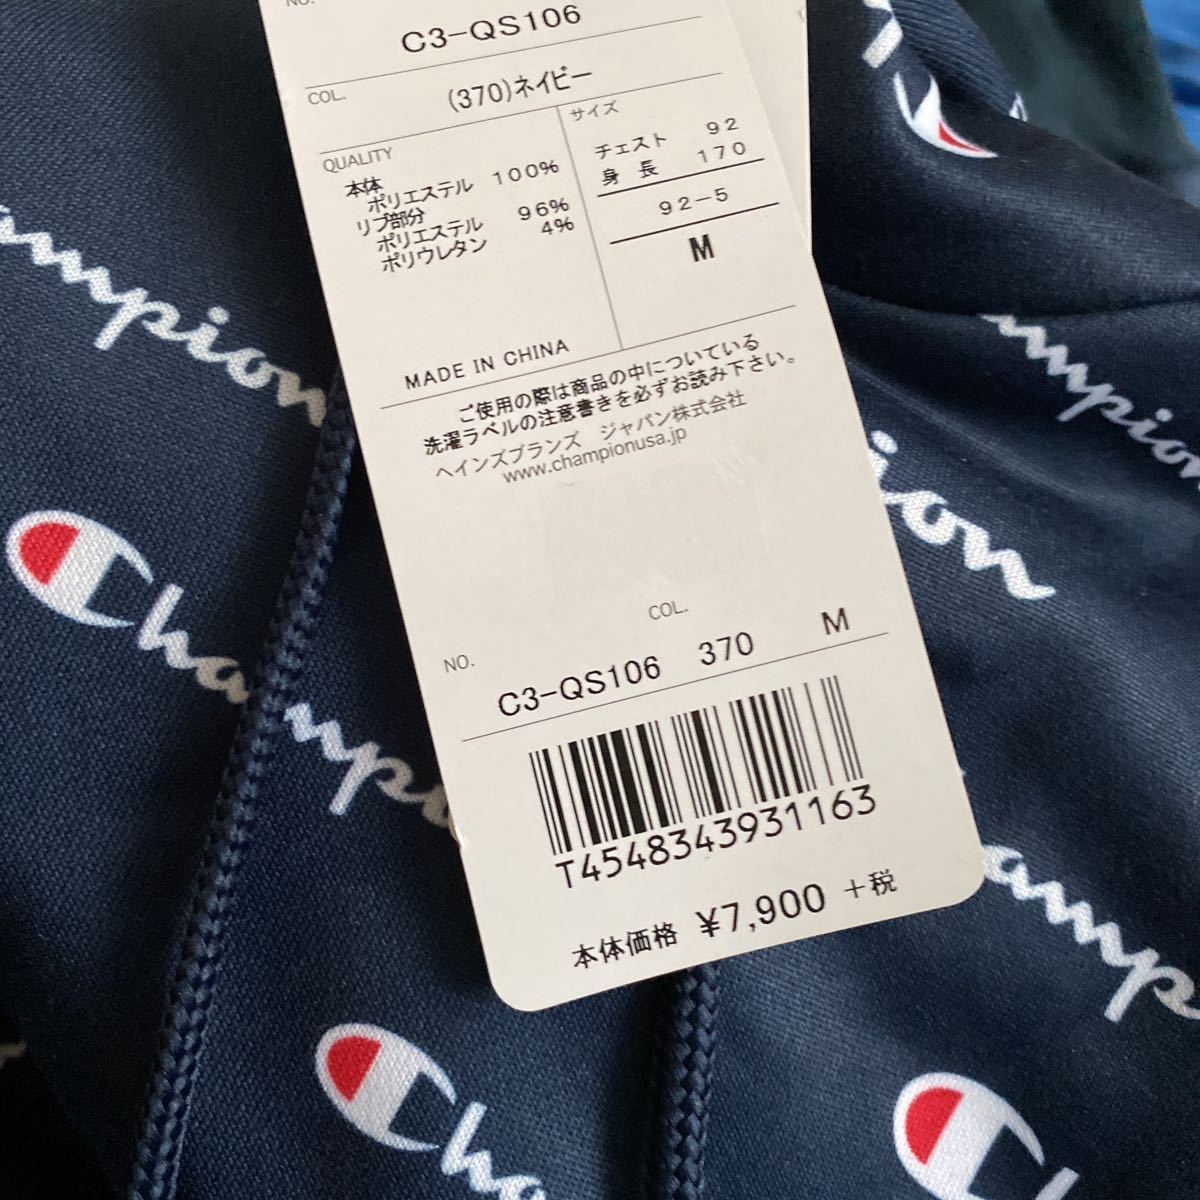 NO.
C3-QS106
COL.
(370)ネイビー
QUALITY
本体
ポリエステル 100%
リブ部分
ポリエステル 96%
ポリウレタン 4%
サイズ
チェスト 92
身長 170
92-5
M
MADE IN CHINA
ご使用の際は商品の中についている
洗濯ラベルの注意書きを必ずお読み下さい。
ヘインズブランズ ジャパン株式会社
www.championusa.jp
NO. COL.
C3-QS106 370 M
T4548343931163
本体価格 ¥7,900 +税
Champion
Champion
Champion
Champion
Champ
Cha
C